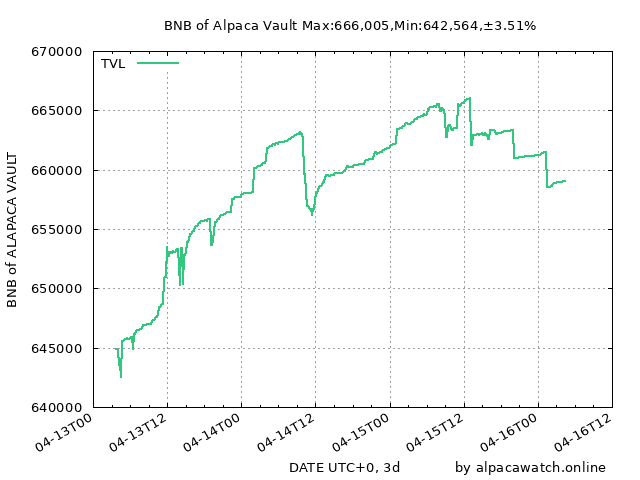 BNB of Alpaca Vault Max:666,005,Min:642,564,±3.51%
670000
TVL
665000
660000
655000
650000
645000
640000
BNB of ALAPACA VAULT
04-13T00
04-13T12
04-14T00
04-14T12
04-15T00
04-15T12
04-16T00
04-16T12
DATE UTC+0, 3d
by alpacawatch.online